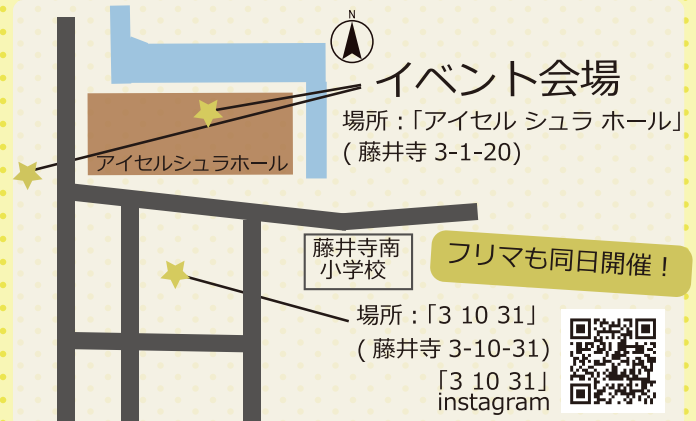 N
イベント会場
場所：「アイセル シュラ ホール」
( 藤井寺 3-1-20)
アイセルシュラホール
藤井寺南
小学校
フリマも同日開催！
場所：「3 10 31」
( 藤井寺 3-10-31)
「3 10 31」
instagram